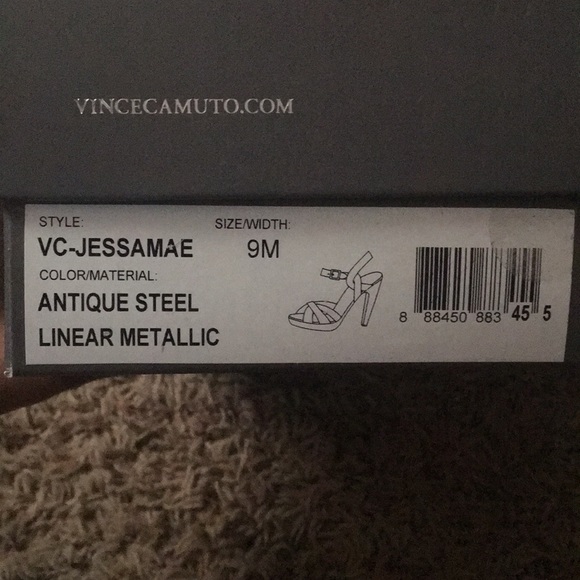 VINCECAMUTO.COM
STYLE: SIZE/WIDTH:
VC-JESSAMAE 9M
COLOR/MATERIAL:
ANTIQUE STEEL
LINEAR METALLIC
8 88450 883 45 5